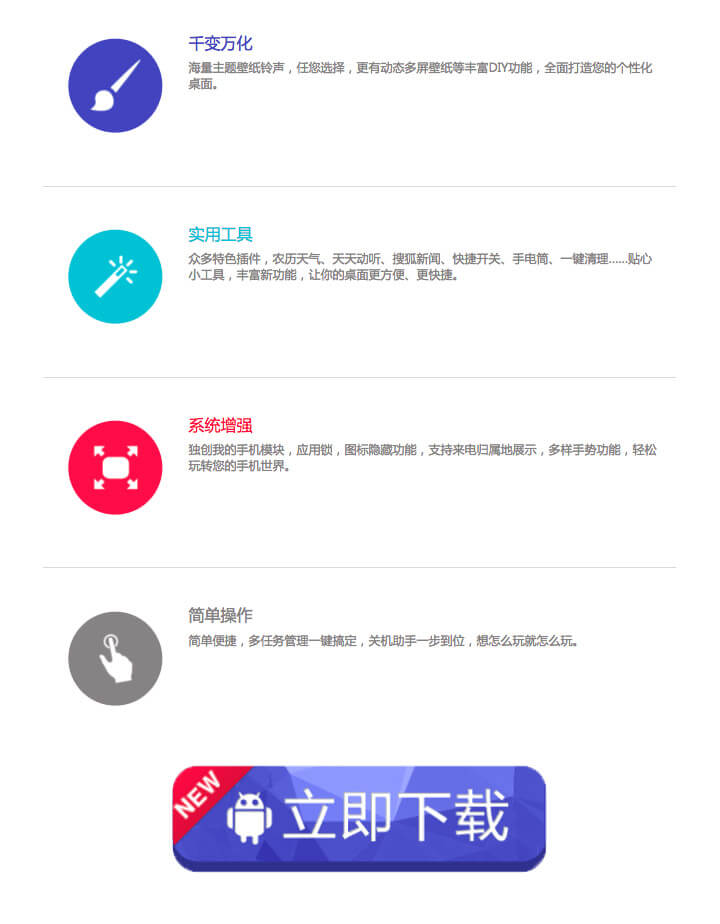 千变万化
海量主题壁纸铃声，任您选择，更有动态多屏壁纸等丰富DIY功能，全面打造您的个性化
桌面。
实用工具
众多特色插件，农历天气、天天动听、搜狐新闻、快捷开关、手电筒、一键清理......贴心
小工具，丰富新功能，让你的桌面更方便、更快捷。
系统增强
独创我的手机模块，应用锁，图标隐藏功能，支持来电归属地展示，多样手势功能，轻松
玩转您的手机世界。
简单操作
简单便捷，多任务管理一键搞定，关机助手一步到位，想怎么玩就怎么玩。
NEW
立即下载